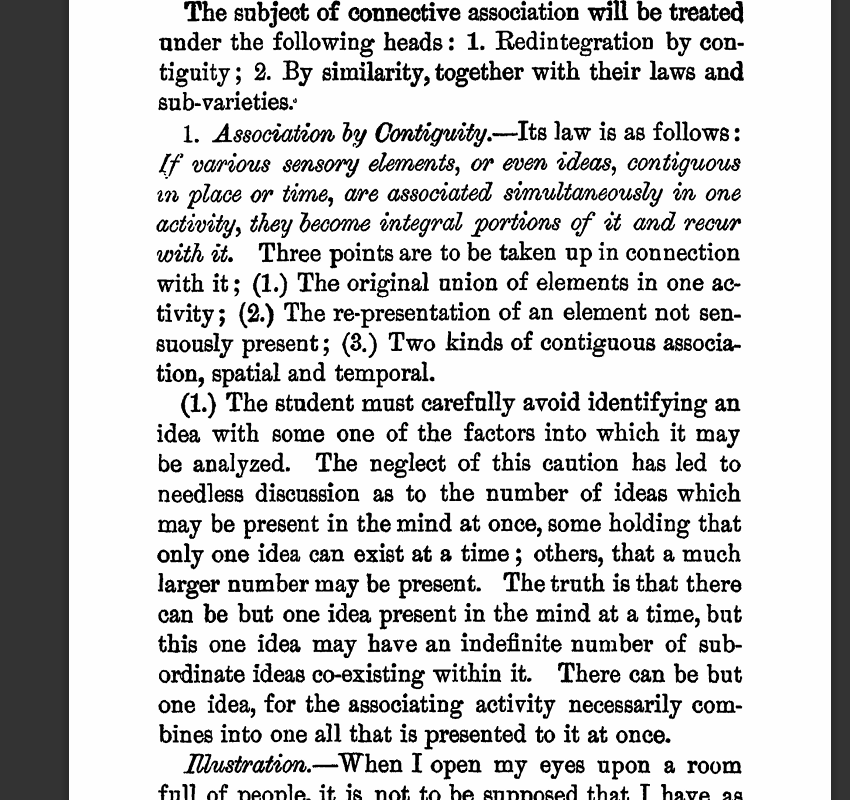 The subject of connective association will be treated
under the following heads: 1. Redintegration by con-
tiguity; 2. By similarity, together with their laws and
sub-varieties.
1. Association by Contiguity.—Its law is as follows:
If various sensory elements, or even ideas, contiguous
in place or time, are associated simultaneously in one
activity, they become integral portions of it and recur
with it. Three points are to be taken up in connection
with it; (1.) The original union of elements in one ac-
tivity; (2.) The re-presentation of an element not sen-
suously present; (3.) Two kinds of contiguous associa-
tion, spatial and temporal.
(1.) The student must carefully avoid identifying an
idea with some one of the factors into which it may
be analyzed. The neglect of this caution has led to
needless discussion as to the number of ideas which
may be present in the mind at once, some holding that
only one idea can exist at a time; others, that a much
larger number may be present. The truth is that there
can be but one idea present in the mind at a time, but
this one idea may have an indefinite number of sub-
ordinate ideas co-existing within it. There can be but
one idea, for the associating activity necessarily com-
bines into one all that is presented to it at once.
Illustration.—When I open my eyes upon a room
full of people, it is not to be supposed that I have as